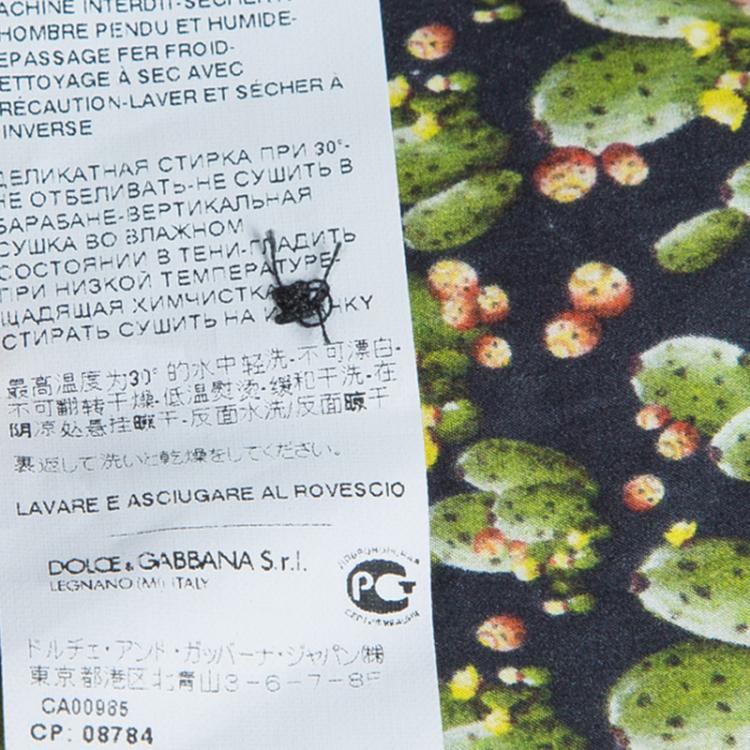 MACHINE INTERDIT-SÉCHER À
L'OMBRE PENDU ET HUMIDE-
REPASSAGE FER FROID-
NETTOYAGE À SEC AVEC
PRÉCAUTION-LAVER ET SÉCHER À
L'INVERSE
ДЕЛИКАТНАЯ СТИРКА ПРИ 30°-
НЕ ОТБЕЛИВАТЬ-НЕ СУШИТЬ В
БАРАБАНЕ-ВЕРТИКАЛЬНАЯ
СУШКА ВО ВЛАЖНОМ
СОСТОЯНИИ В ТЕНИ-ГЛАДИТЬ
ПРИ НИЗКОЙ ТЕМПЕРАТУРЕ
ЩАДЯЩАЯ ХИМЧИСТКА
СТИРАТЬ СУШИТЬ НА
最高温度为30° 的水中轻洗-不可漂白-
不可翻转干燥-低温熨烫-缓和干洗-在
阴凉处悬挂晾干-反面水洗/反面晾干
裏返して洗いと乾燥をしてください。
LAVARE E ASCIUGARE AL ROVESCIO
DOLCE & GABBANA S.r.l.
LEGNANO (MI) ITALY
РСТ
ドルチェ・アンド・ガッバーナ・ジャパン(株)
東京都港区北青山3-6-7-8F
CA00985
CP: 08784